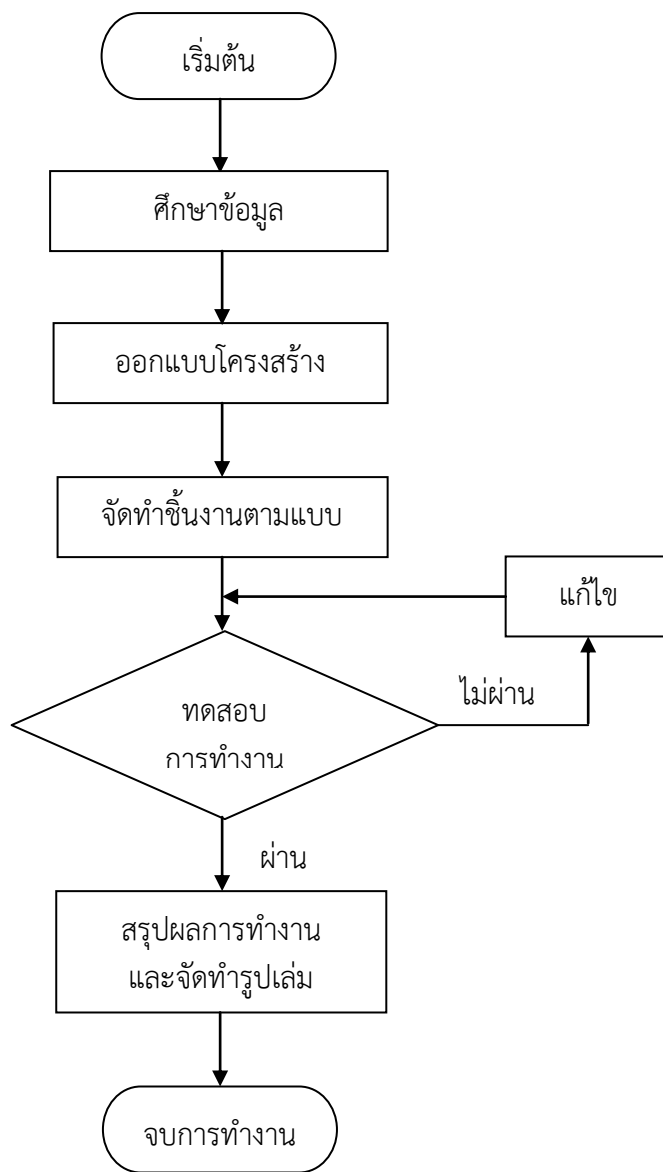 เริ่มต้น
ศึกษาข้อมูล
ออกแบบโครงสร้าง
จัดทำชิ้นงานตามแบบ
แก้ไข
ไม่ผ่าน
ทดสอบ
การทำงาน
ผ่าน
สรุปผลการทำงาน
และจัดทำรูปเล่ม
จบการทำงาน